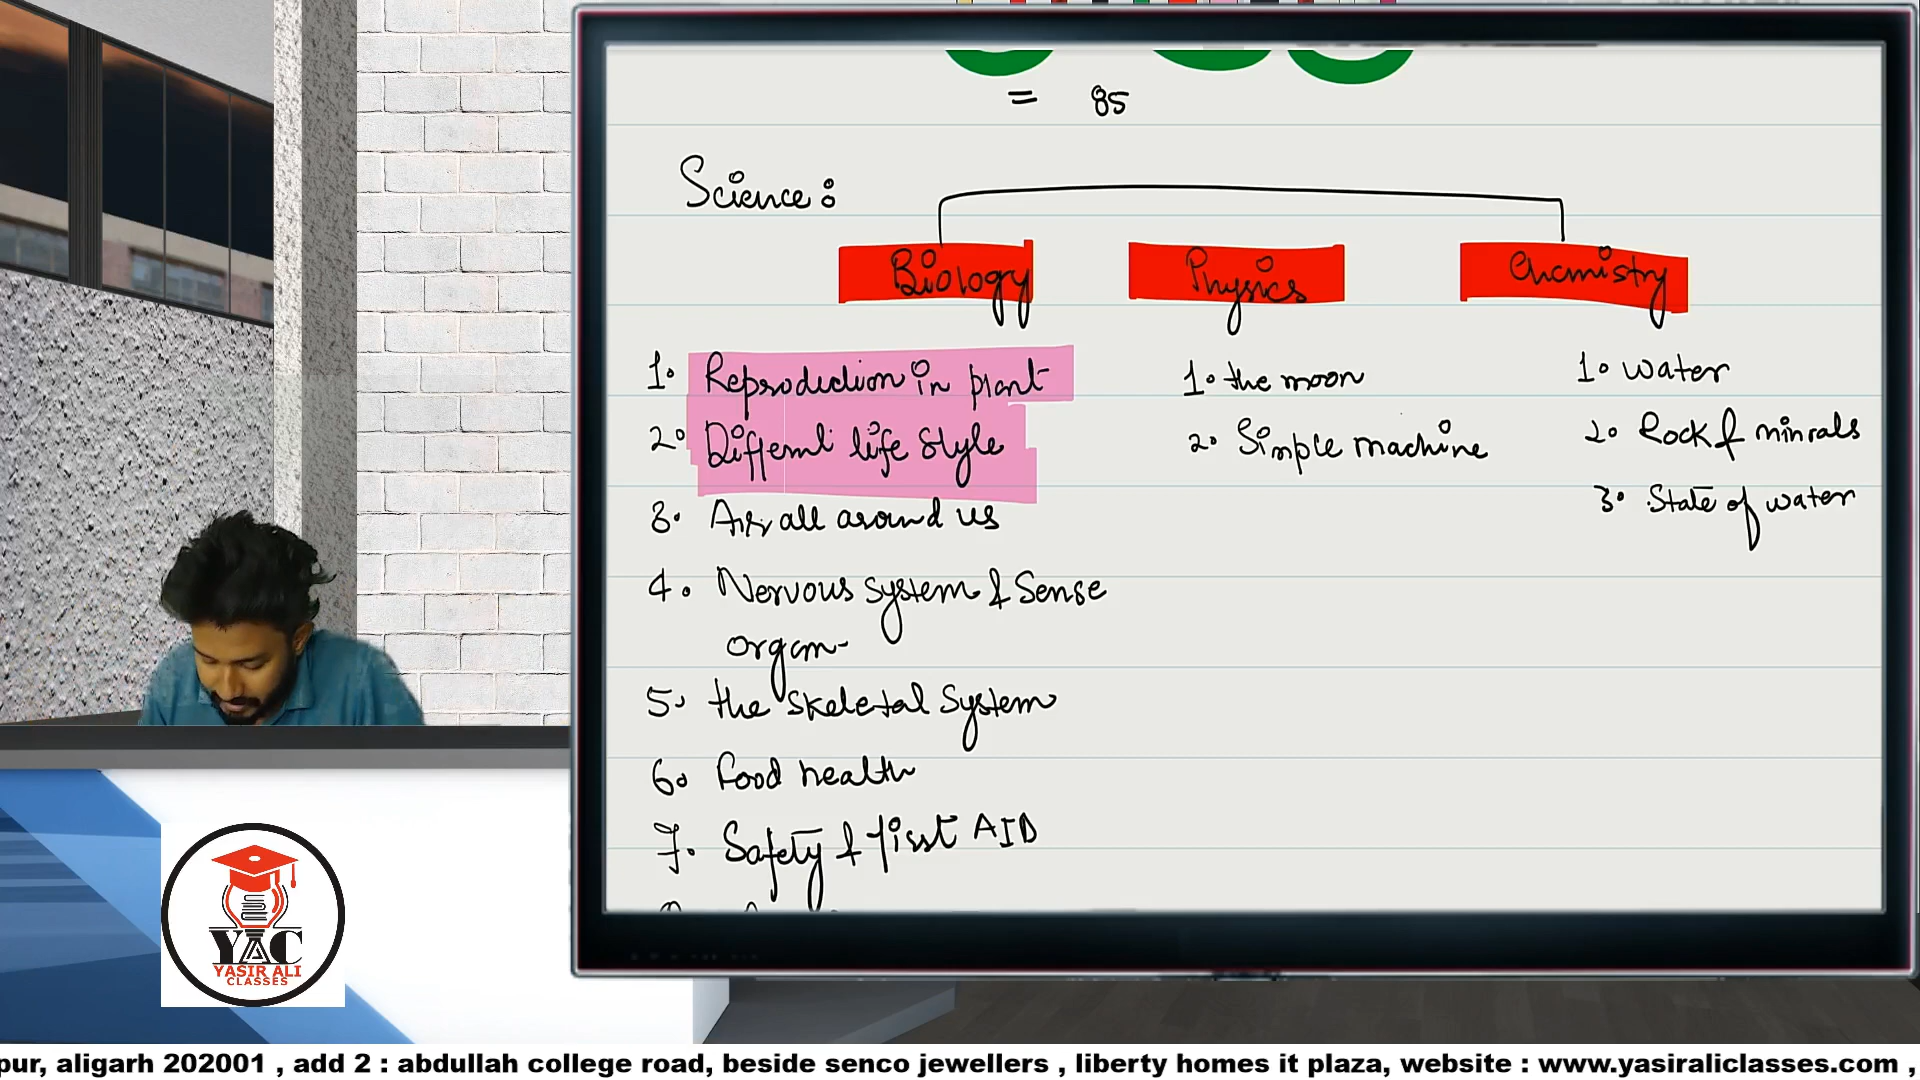 = 85
Science:
Biology Physics Chemistry
1. Reproduction in plant
2. Different life style
3. Air all around us
4. Nervous system & Sense
organ
5. the skeletal System
6. Food health
7. Safety & first AID
1. the moon
2. Simple machine
1. water
2. Rock & minrals
3. State of water
YAC
YASIR ALI
CLASSES
pur, aligarh 202001 , add 2 : abdullah college road, beside senco jewellers , liberty homes it plaza, website : www.yasiraliclasses.com ,